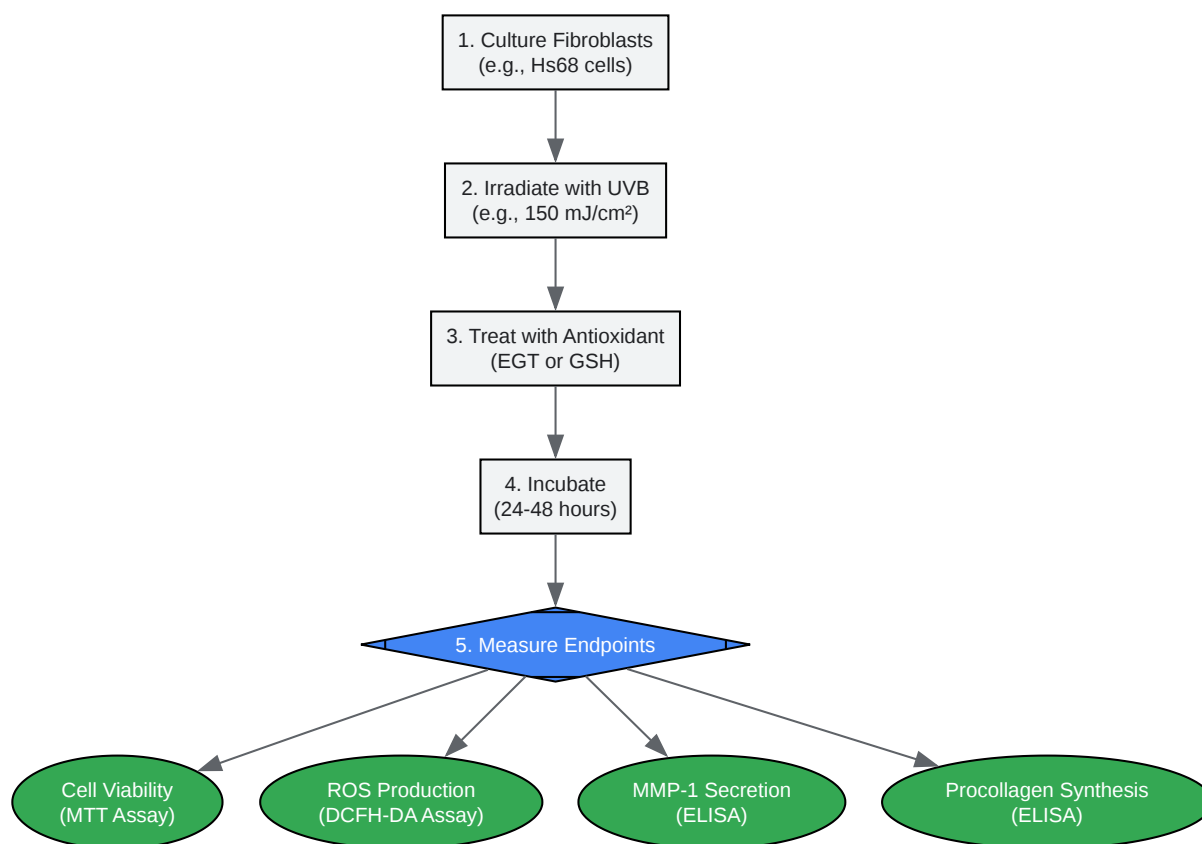 1. Culture Fibroblasts
(e.g., Hs68 cells)
2. Irradiate with UVB
(e.g., 150 mJ/cm²)
3. Treat with Antioxidant
(EGT or GSH)
4. Incubate
(24-48 hours)
5. Measure Endpoints
Cell Viability
(MTT Assay)
ROS Production
(DCFH-DA Assay)
MMP-1 Secretion
(ELISA)
Procollagen Synthesis
(ELISA)